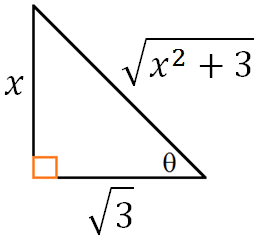 √(x² + 3)
x
θ
√3